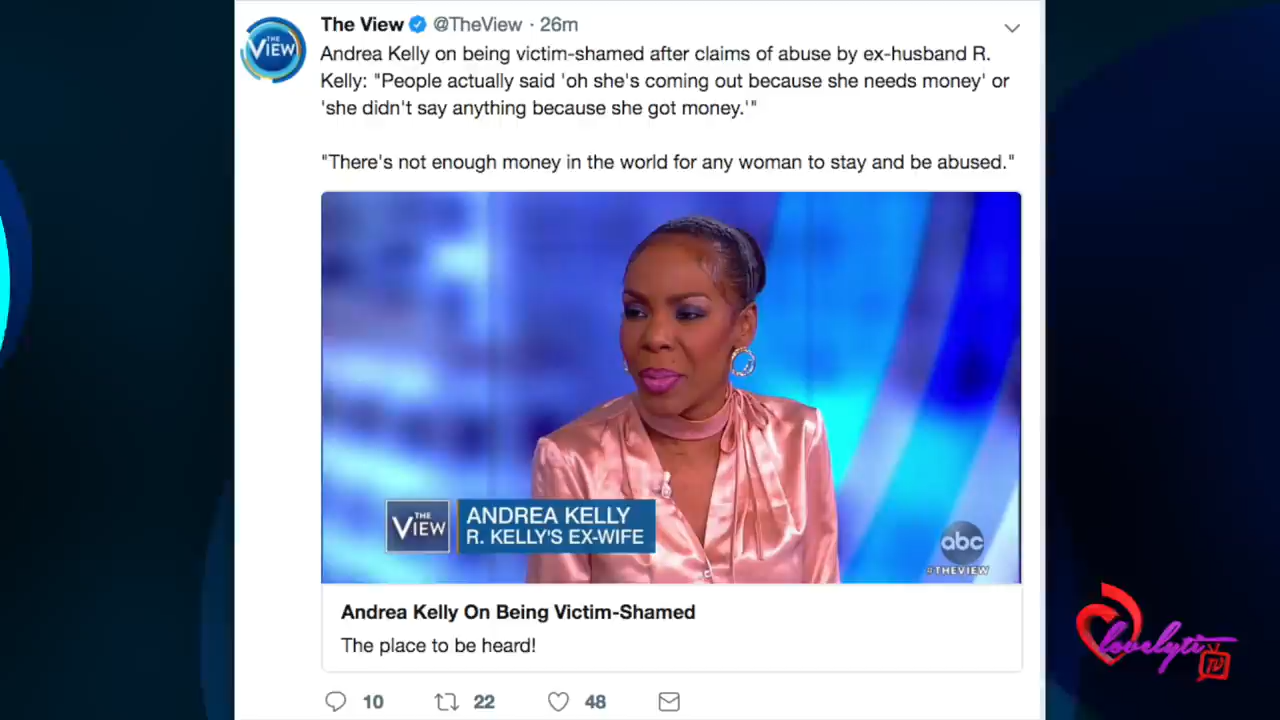 The View @TheView · 26m
THE
VIEW
Andrea Kelly on being victim-shamed after claims of abuse by ex-husband R.
Kelly: "People actually said 'oh she's coming out because she needs money' or
'she didn't say anything because she got money.'"
"There's not enough money in the world for any woman to stay and be abused."
THE
VIEW
ANDREA KELLY
R. KELLY'S EX-WIFE
abc
#THEVIEW
Andrea Kelly On Being Victim-Shamed
The place to be heard!
10 22 48
lovelyti
TV